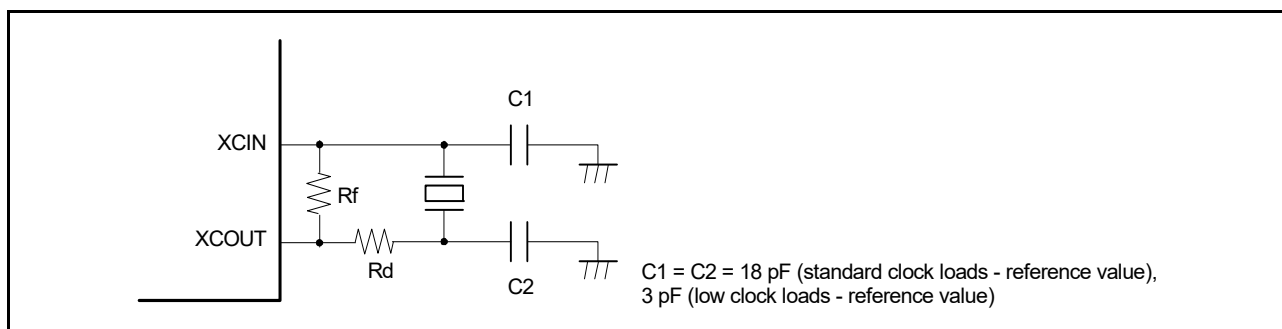 C1
XCIN
Rf
XCOUT
Rd
C2
C1 = C2 = 18 pF (standard clock loads - reference value),
3 pF (low clock loads - reference value)